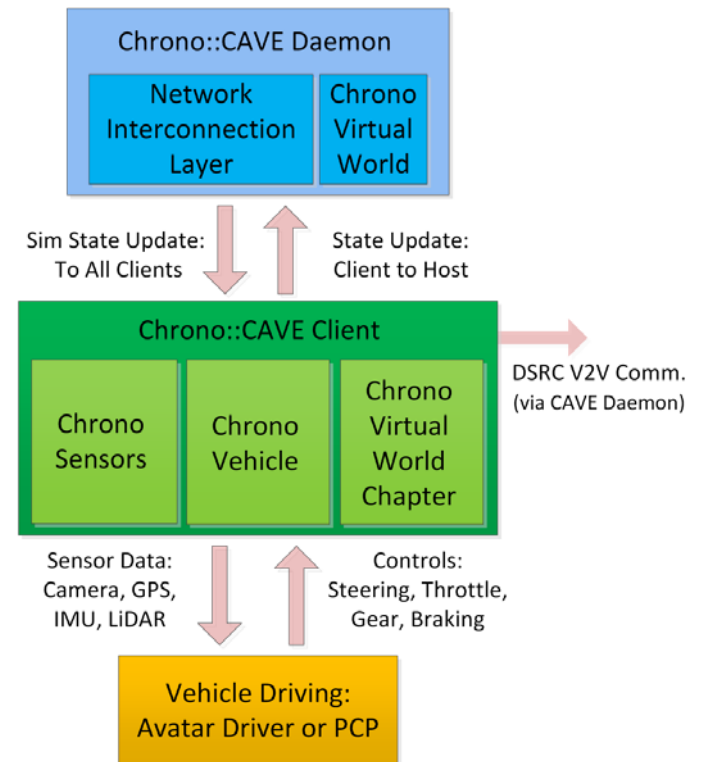 Chrono::CAVE Daemon
Network
Interconnection
Layer
Chrono
Virtual
World
Sim State Update:
To All Clients
State Update:
Client to Host
Chrono::CAVE Client
Chrono
Sensors
Chrono
Vehicle
Chrono
Virtual
World
Chapter
DSRC V2V Comm.
(via CAVE Daemon)
Sensor Data:
Camera, GPS,
IMU, LiDAR
Controls:
Steering, Throttle,
Gear, Braking
Vehicle Driving:
Avatar Driver or PCP